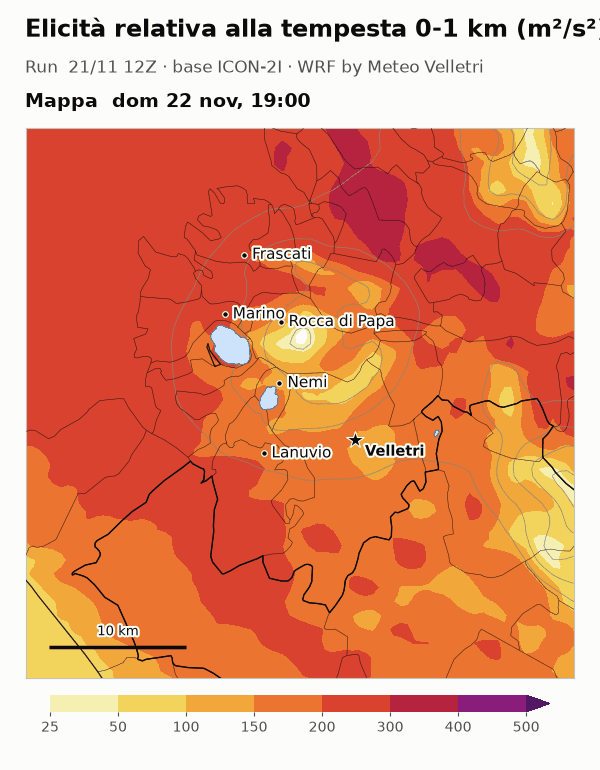 Elicità relativa alla tempesta 0-1 km (m²/s²)
Run 21/11 12Z · base ICON-2I · WRF by Meteo Velletri
Mappa dom 22 nov, 19:00
Frascati
Marino
Rocca di Papa
Nemi
Lanuvio
Velletri
10 km
25 50 100 150 200 300 400 500